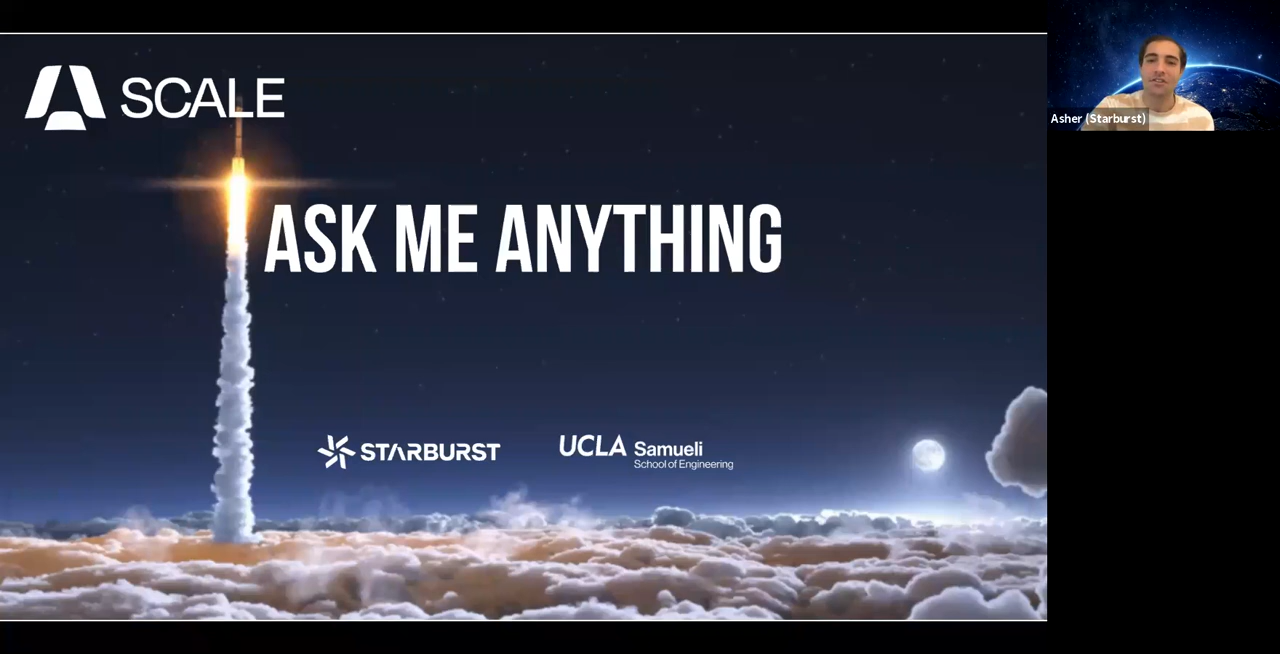 SCALE
ASK ME ANYTHING
STARBURST
UCLA Samueli
School of Engineering
Asher (Starburst)